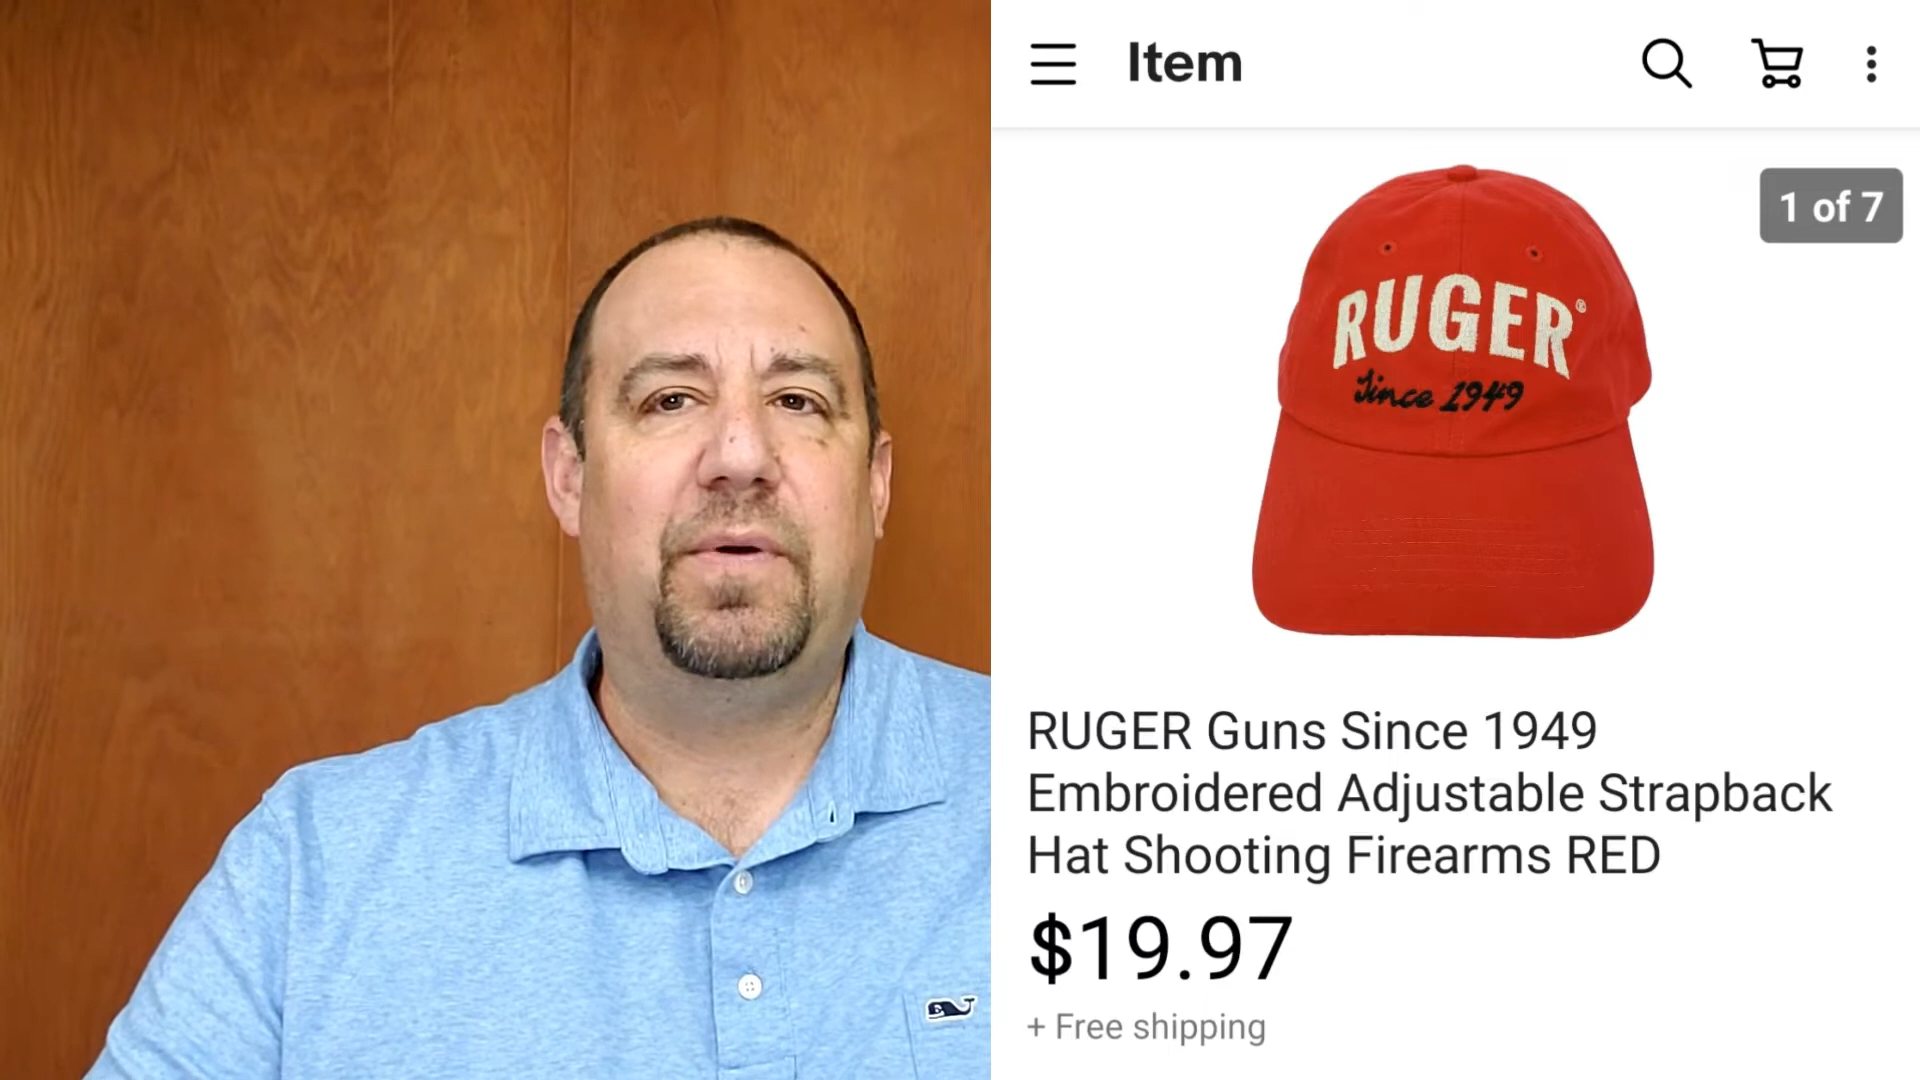 Item
1 of 7
RUGER®
Since 1949
RUGER Guns Since 1949
Embroidered Adjustable Strapback
Hat Shooting Firearms RED
$19.97
+ Free shipping